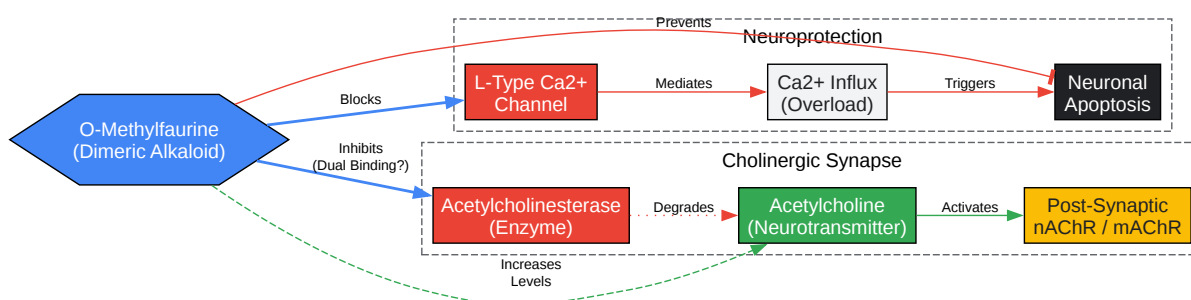 Prevents
Neuroprotection
L-Type Ca2+
Channel
Mediates
Ca2+ Influx
(Overload)
Triggers
Neuronal
Apoptosis
Blocks
O-Methylfaurine
(Dimeric Alkaloid)
Inhibits
(Dual Binding?)
Cholinergic Synapse
Acetylcholinesterase
(Enzyme)
Degrades
Acetylcholine
(Neurotransmitter)
Activates
Post-Synaptic
nAChR / mAChR
Increases
Levels